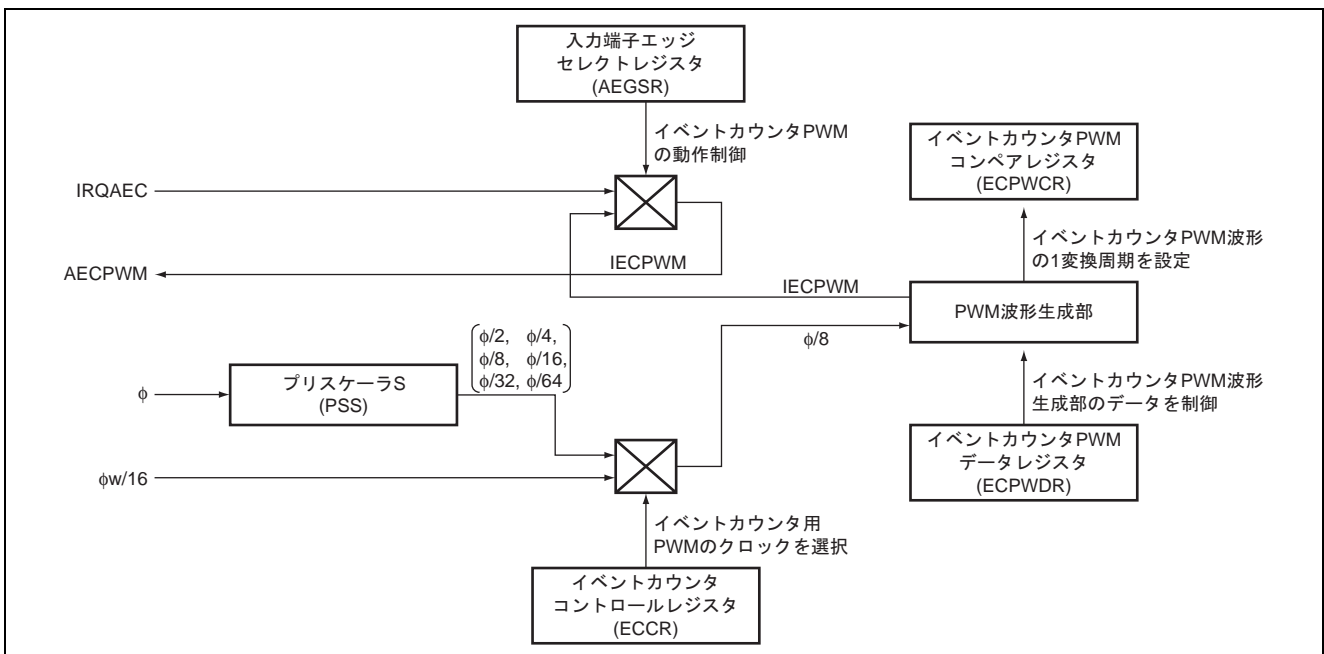 入力端子エッジ
セレクトレジスタ
(AEGSR)
イベントカウンタPWM
の動作制御
イベントカウンタPWM
コンペアレジスタ
(ECPWCR)
IRQAEC
イベントカウンタPWM波形
の1変換周期を設定
AECPWM
IECPWM
IECPWM
PWM波形生成部
φ/2, φ/4,
φ/8, φ/16,
φ/32, φ/64
φ/8
φ
プリスケーラS
(PSS)
イベントカウンタPWM波形
生成部のデータを制御
イベントカウンタPWM
データレジスタ
(ECPWDR)
φw/16
イベントカウンタ用
PWMのクロックを選択
イベントカウンタ
コントロールレジスタ
(ECCR)